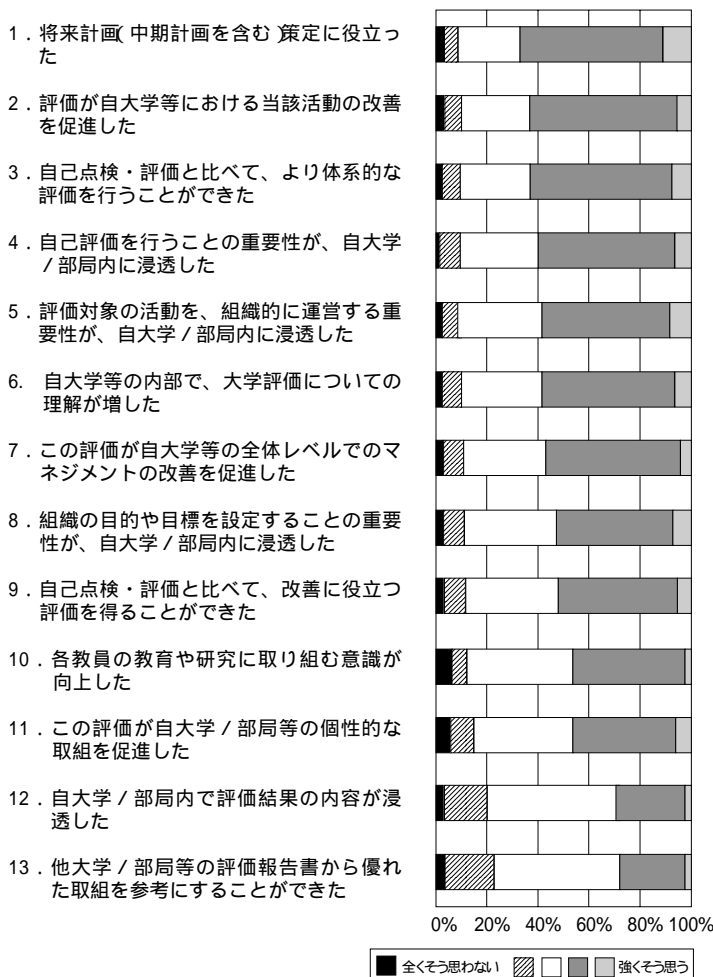 1．将来計画(中期計画を含む)策定に役立っ
た
2．評価が自大学等における当該活動の改善
を促進した
3．自己点検・評価と比べて、より体系的な
評価を行うことができた
4．自己評価を行うことの重要性が、自大学
/部局内に浸透した
5．評価対象の活動を、組織的に運営する重
要性が、自大学/部局内に浸透した
6. 自大学等の内部で、大学評価についての
理解が増した
7．この評価が自大学等の全体レベルでのマ
ネジメントの改善を促進した
8．組織の目的や目標を設定することの重要
性が、自大学/部局内に浸透した
9．自己点検・評価と比べて、改善に役立つ
評価を得ることができた
10．各教員の教育や研究に取り組む意識が
向上した
11．この評価が自大学/部局等の個性的な
取組を促進した
12．自大学/部局内で評価結果の内容が浸
透した
13．他大学/部局等の評価報告書から優れ
た取組を参考にすることができた
0% 20% 40% 60% 80% 100%
全くそう思わない 強くそう思う